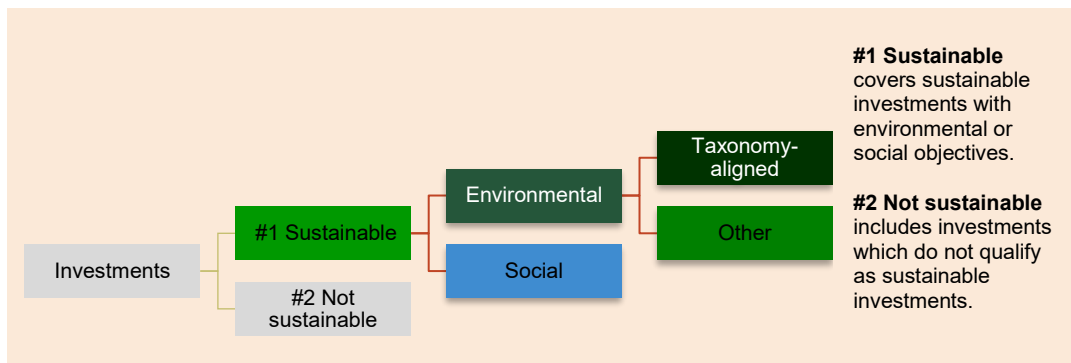 Investments
#1 Sustainable
#2 Not
sustainable
Environmental
Social
Taxonomy-
aligned
Other
#1 Sustainable
covers sustainable
investments with
environmental or
social objectives.
#2 Not sustainable
includes investments
which do not qualify
as sustainable
investments.